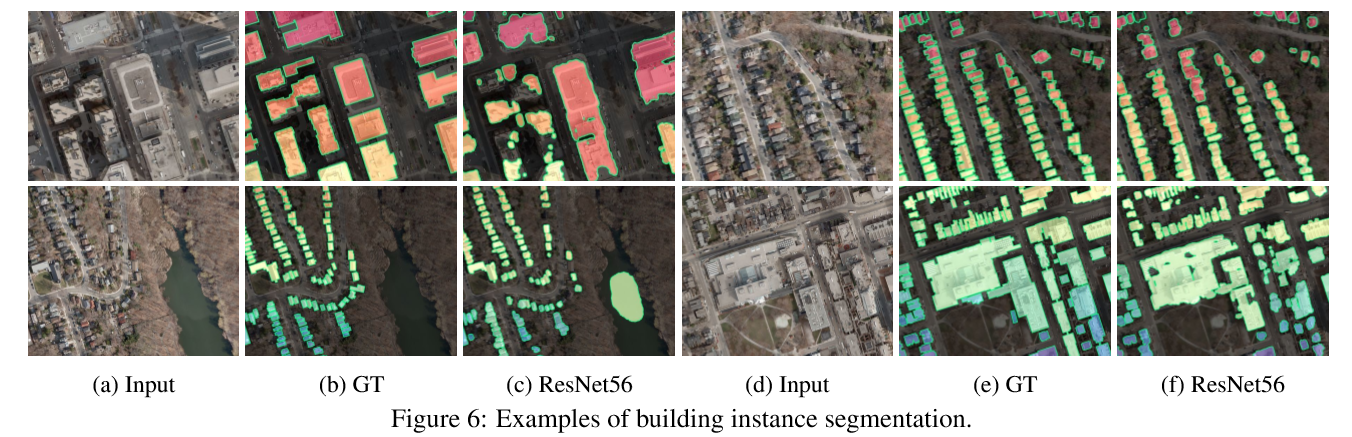 (a) Input
(b) GT
(c) ResNet56
(d) Input
(e) GT
(f) ResNet56
Figure 6: Examples of building instance segmentation.